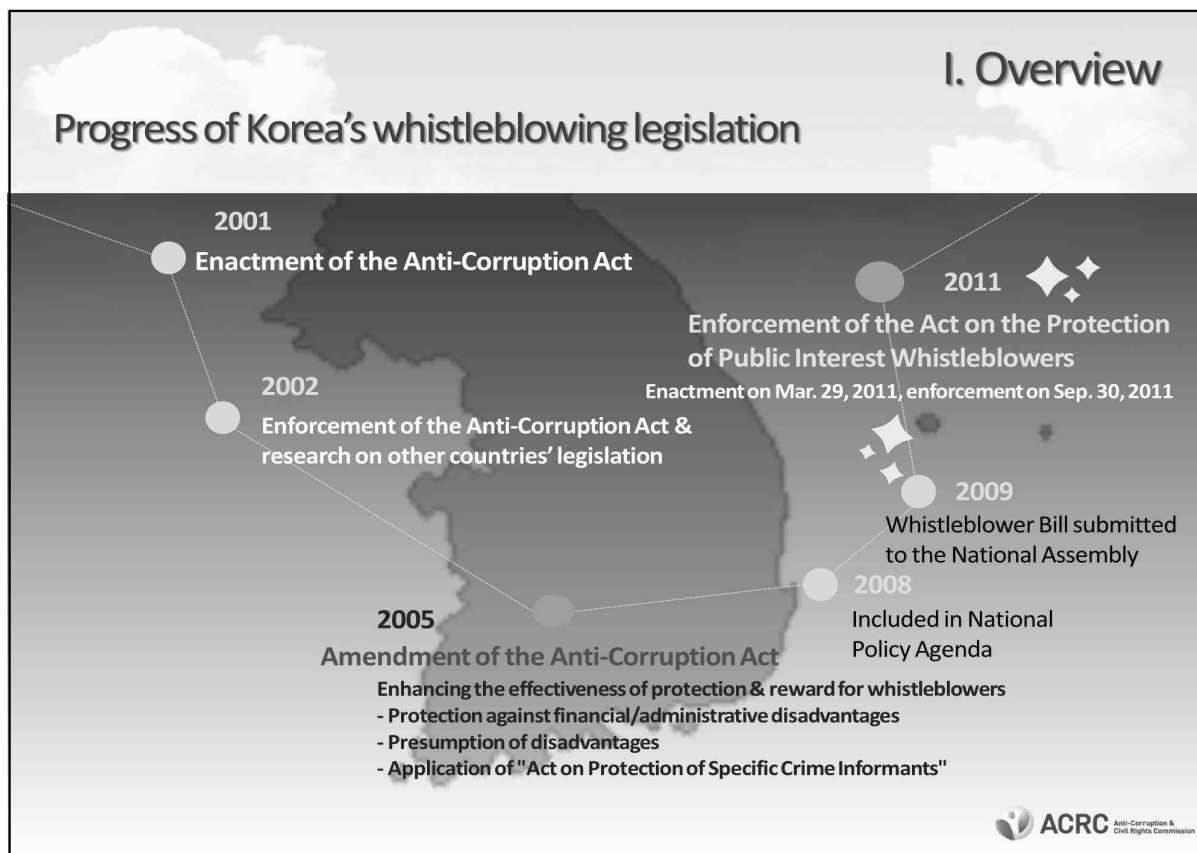 I. Overview
Progress of Korea's whistleblowing legislation
2001
Enactment of the Anti-Corruption Act
2002
Enforcement of the Anti-Corruption Act &
research on other countries' legislation
2005
Amendment of the Anti-Corruption Act
Enhancing the effectiveness of protection & reward for whistleblowers
- Protection against financial/administrative disadvantages
- Presumption of disadvantages
- Application of "Act on Protection of Specific Crime Informants"
2008
Included in National
Policy Agenda
2009
Whistleblower Bill submitted
to the National Assembly
2011
Enforcement of the Act on the Protection
of Public Interest Whistleblowers
Enactment on Mar. 29, 2011, enforcement on Sep. 30, 2011
ACRC
Anti-Corruption &
Civil Rights Commission